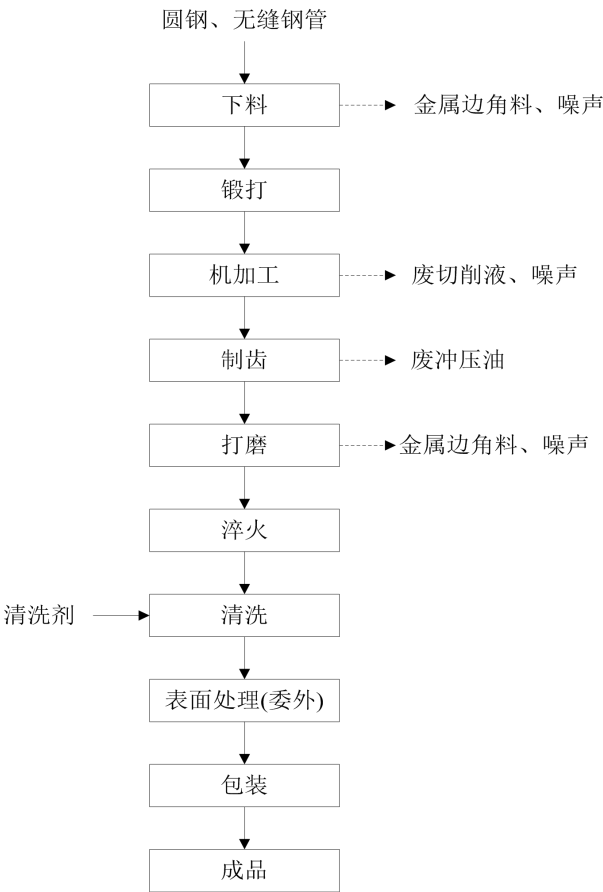 圆钢、无缝钢管
下料
金属边角料、噪声
锻打
机加工
废切削液、噪声
制齿
废冲压油
打磨
金属边角料、噪声
淬火
清洗剂
清洗
表面处理(委外)
包装
成品